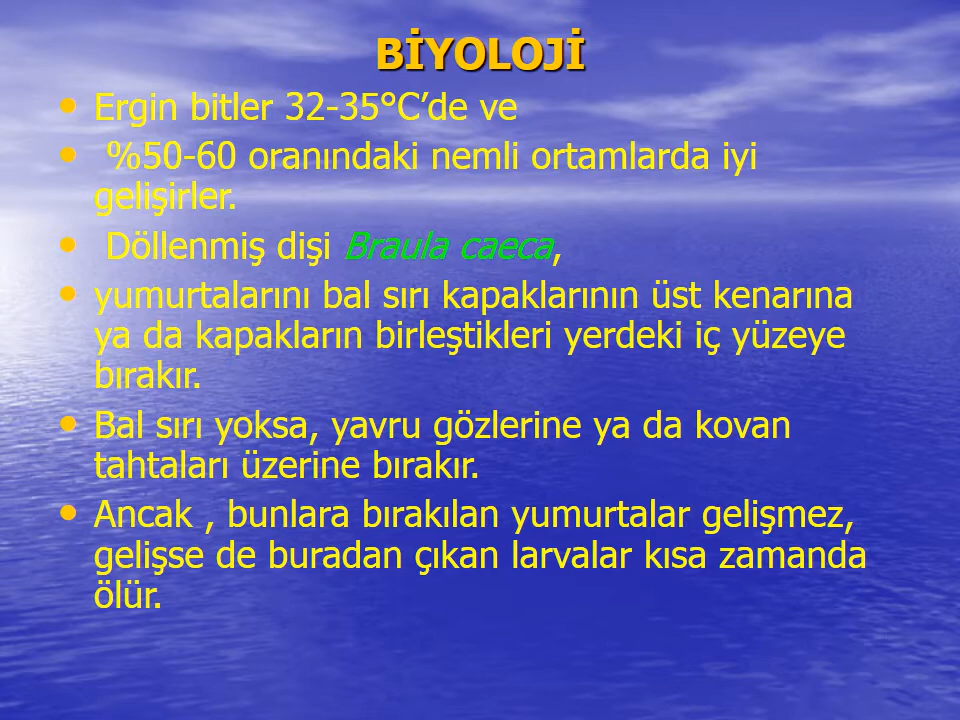 BİYOLOJİ
• Ergin bitler 32-35°C’de ve
• %50-60 oranındaki nemli ortamlarda iyi
gelişirler.
• Döllenmiş dişi Braula caeca,
• yumurtalarını bal sırı kapaklarının üst kenarına
ya da kapakların birleştikleri yerdeki iç yüzeye
bırakır.
• Bal sırı yoksa, yavru gözlerine ya da kovan
tahtaları üzerine bırakır.
• Ancak , bunlara bırakılan yumurtalar gelişmez,
gelişse de buradan çıkan larvalar kısa zamanda
ölür.